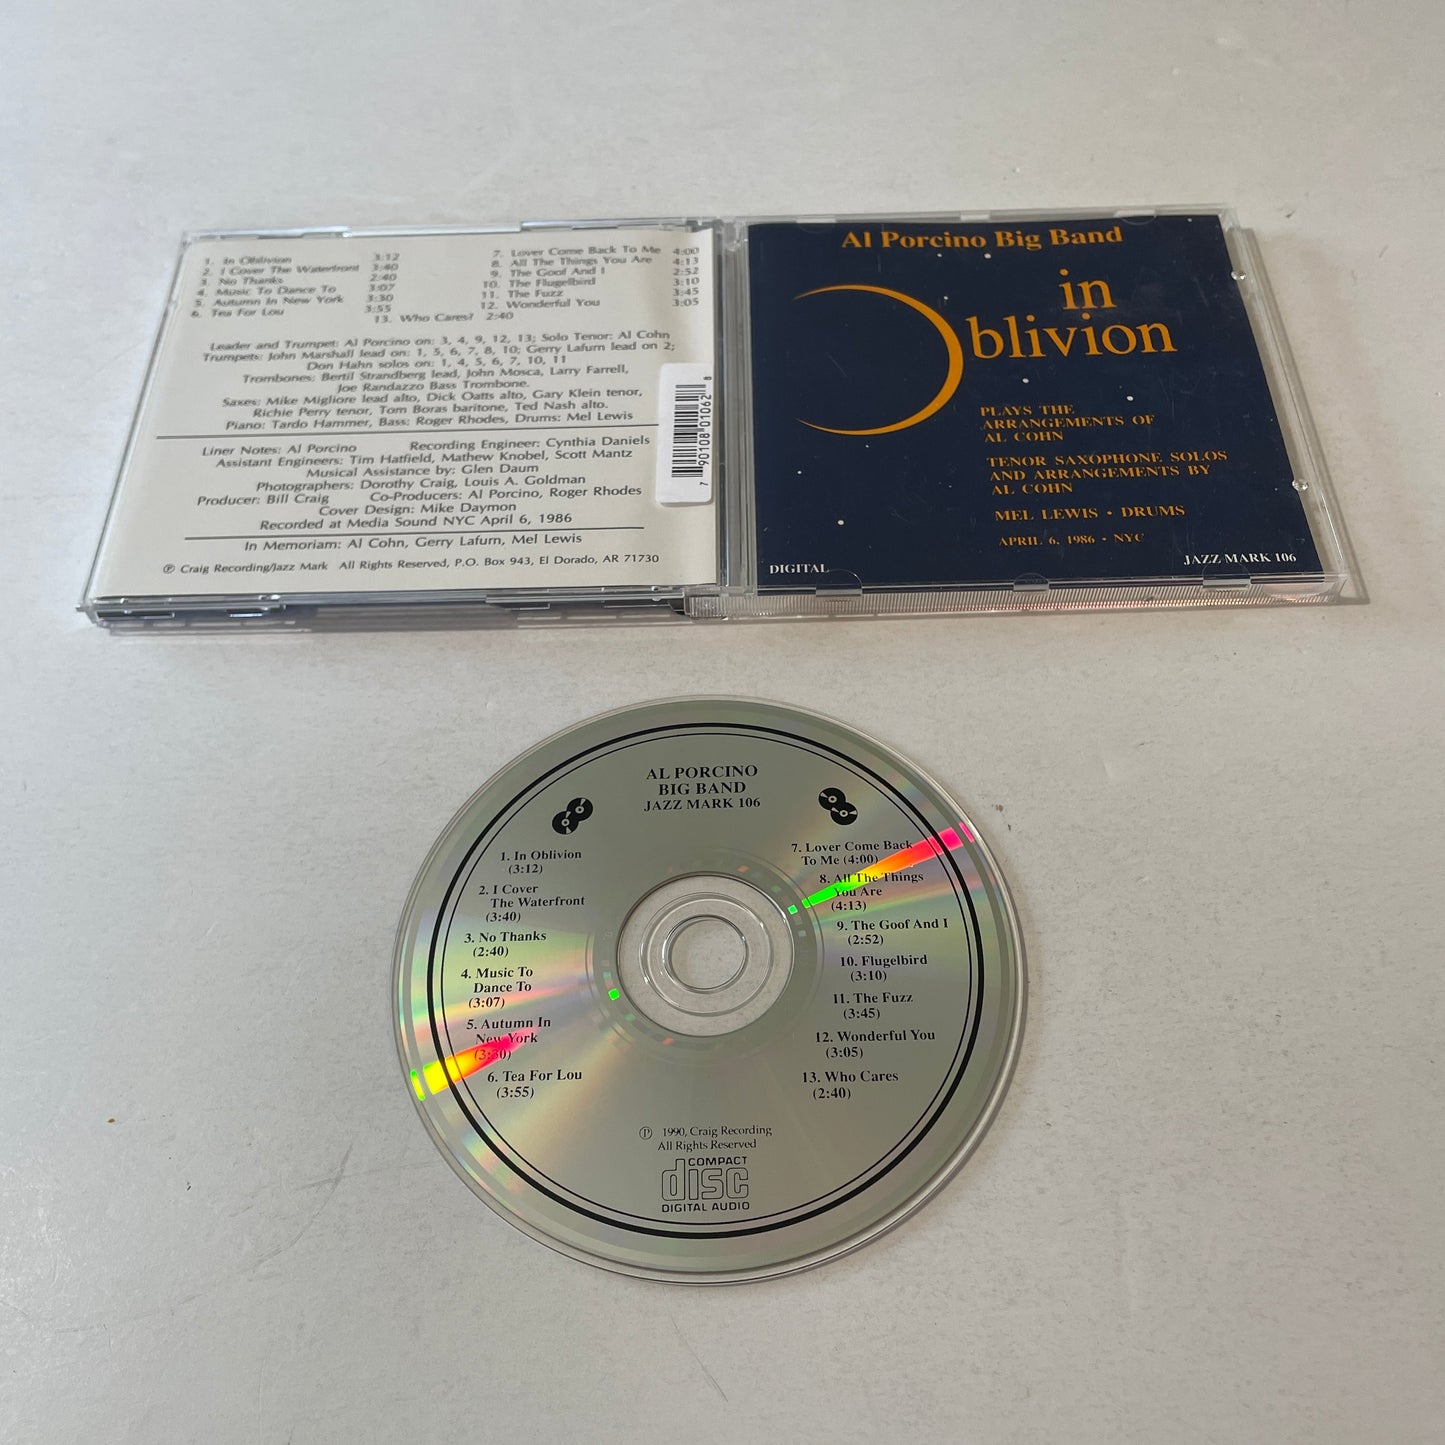 1. In Oblivion 3:12
2. I Cover The Waterfront 3:40
3. No Thanks 2:40
4. Music To Dance To 3:07
5. Autumn In New York 3:30
6. Tea For Lou 3:55
7. Lover Come Back To Me 4:00
8. All The Things You Are 4:13
9. The Goof And I 2:52
10. The Flugelbird 3:10
11. The Fuzz 3:45
12. Wonderful You 3:05
13. Who Cares? 2:40
Leader and Trumpet: Al Porcino on: 3, 4, 9, 12, 13; Solo Tenor: Al Cohn
Trumpets: John Marshall lead on: 1, 5, 6, 7, 8, 10; Gerry Lafurn lead on 2;
Don Hahn solos on: 1, 4, 5, 6, 7, 10, 11
Trombones: Bertil Strandberg lead, John Mosca, Larry Farrell,
Joe Randazzo Bass Trombone.
Saxes: Mike Migliore lead alto, Dick Oatts alto, Gary Klein tenor,
Richie Perry tenor, Tom Boras baritone, Ted Nash alto.
Piano: Tardo Hammer, Bass: Roger Rhodes, Drums: Mel Lewis
Liner Notes: Al Porcino Recording Engineer: Cynthia Daniels
Assistant Engineers: Tim Hatfield, Mathew Knobel, Scott Mantz
Musical Assistance by: Glen Daum
Photographers: Dorothy Craig, Louis A. Goldman
Producer: Bill Craig Co-Producers: Al Porcino, Roger Rhodes
Cover Design: Mike Daymon
Recorded at Media Sound NYC April 6, 1986
In Memoriam: Al Cohn, Gerry Lafurn, Mel Lewis
℗ Craig Recording/Jazz Mark All Rights Reserved, P.O. Box 943, El Dorado, AR 71730
7 90108 01062 8
Al Porcino Big Band
in
Oblivion
PLAYS THE
ARRANGEMENTS OF
AL COHN
TENOR SAXOPHONE SOLOS
AND ARRANGEMENTS BY
AL COHN
MEL LEWIS • DRUMS
APRIL 6, 1986 • NYC
DIGITAL
JAZZ MARK 106
AL PORCINO
BIG BAND
JAZZ MARK 106
1. In Oblivion
(3:12)
2. I Cover
The Waterfront
(3:40)
3. No Thanks
(2:40)
4. Music To
Dance To
(3:07)
5. Autumn In
New York
(3:30)
6. Tea For Lou
(3:55)
7. Lover Come Back
To Me (4:00)
8. All The Things
You Are
(4:13)
9. The Goof And I
(2:52)
10. Flugelbird
(3:10)
11. The Fuzz
(3:45)
12. Wonderful You
(3:05)
13. Who Cares
(2:40)
℗ 1990, Craig Recording
All Rights Reserved
COMPACT
disc
DIGITAL AUDIO